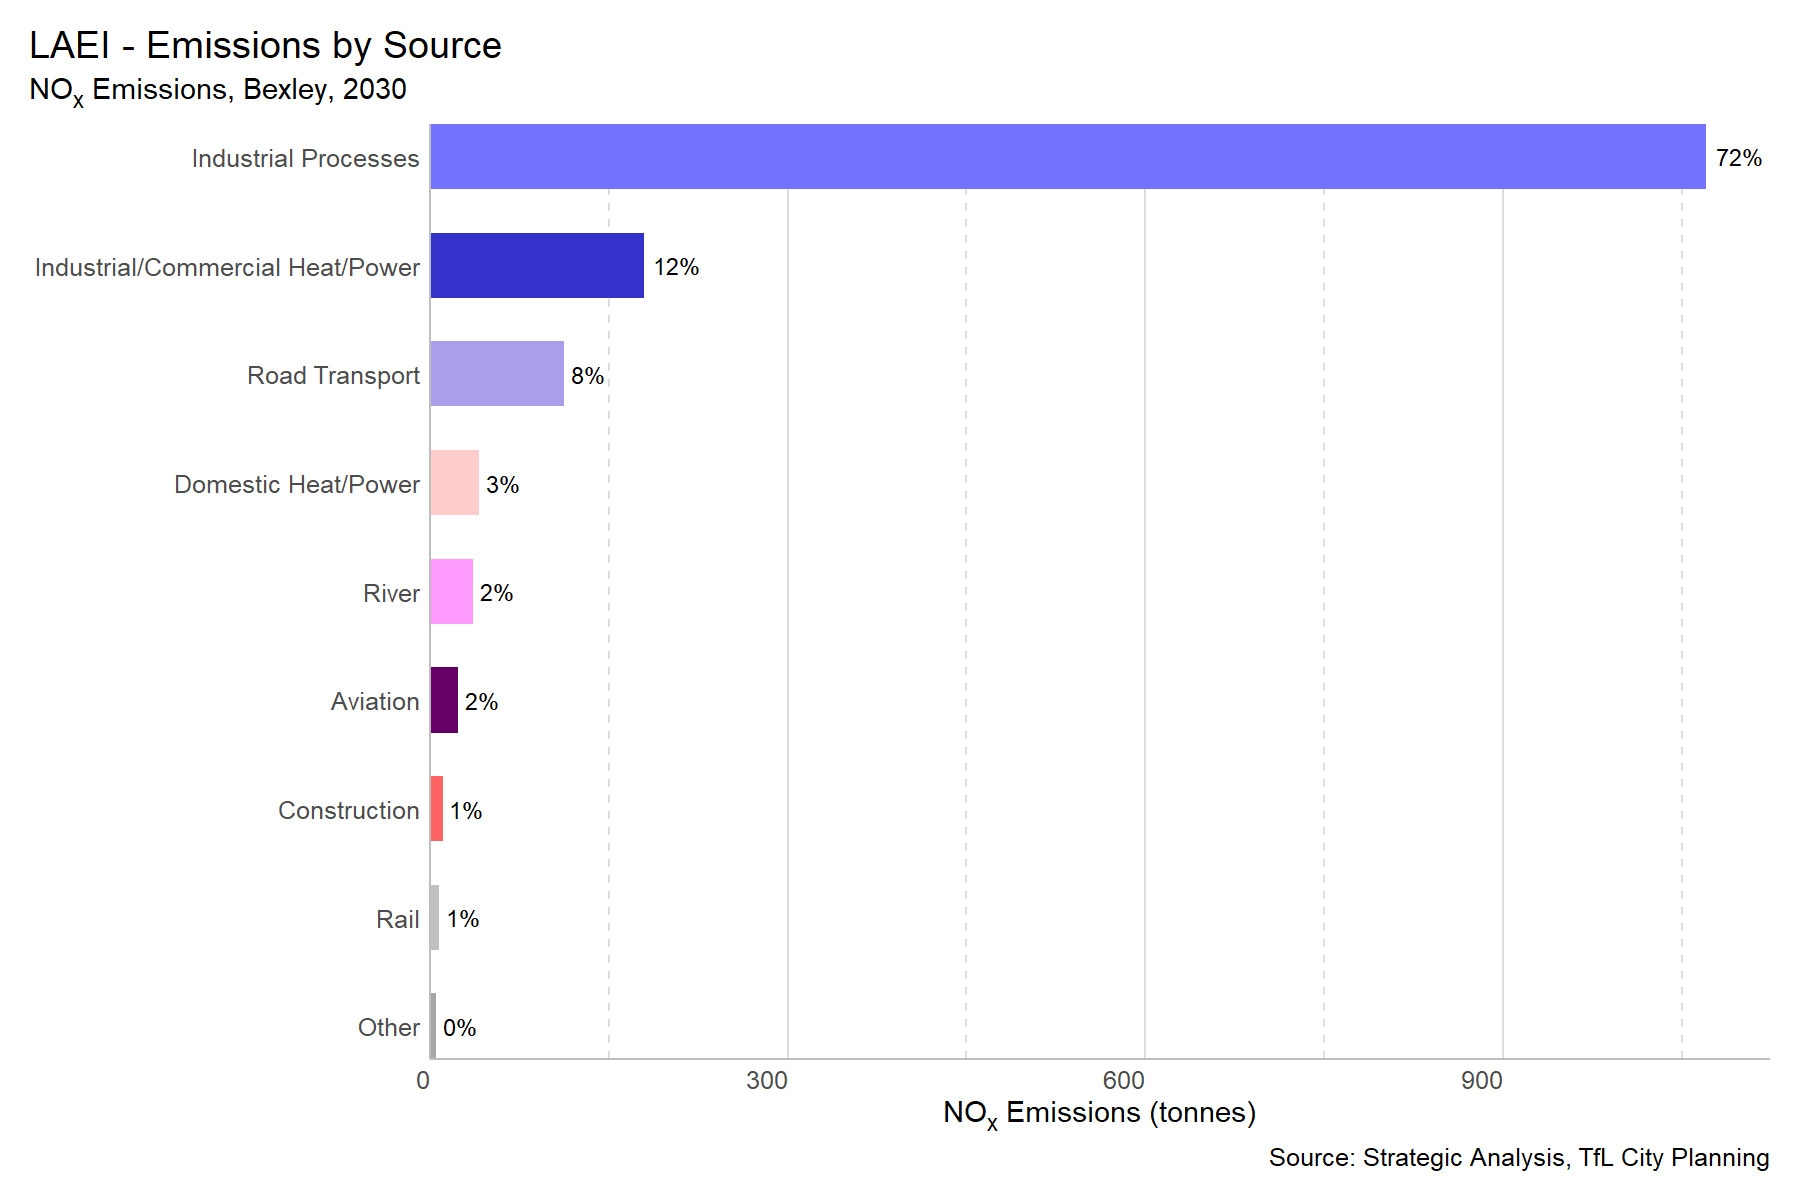 LAEI - Emissions by Source
NOx Emissions, Bexley, 2030
Industrial Processes 72%
Industrial/Commercial Heat/Power 12%
Road Transport 8%
Domestic Heat/Power 3%
River 2%
Aviation 2%
Construction 1%
Rail 1%
Other 0%
0 300 600 900
NOx Emissions (tonnes)
Source: Strategic Analysis, TfL City Planning